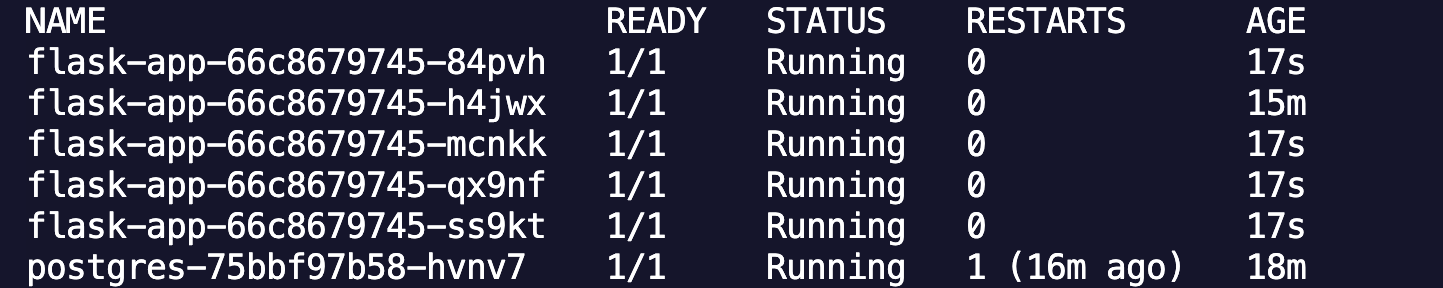 NAME READY STATUS RESTARTS AGE
flask-app-66c8679745-84pvh 1/1 Running 0 17s
flask-app-66c8679745-h4jwx 1/1 Running 0 15m
flask-app-66c8679745-mcnkk 1/1 Running 0 17s
flask-app-66c8679745-qx9nf 1/1 Running 0 17s
flask-app-66c8679745-ss9kt 1/1 Running 0 17s
postgres-75bbf97b58-hvnv7 1/1 Running 1 (16m ago) 18m